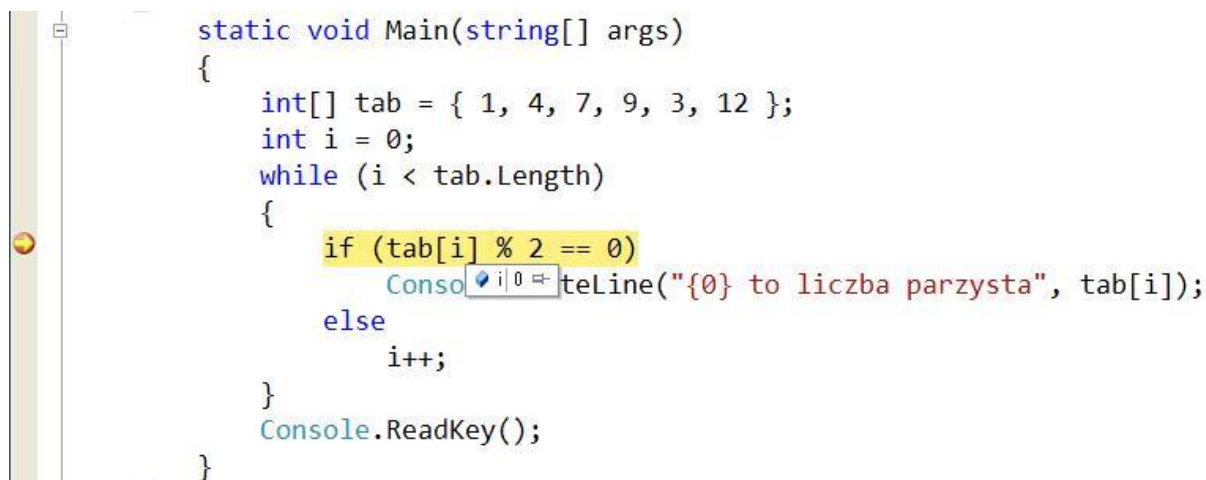 static void Main(string[] args)
{
int[] tab = { 1, 4, 7, 9, 3, 12 };
int i = 0;
while (i < tab.Length)
{
if (tab[i] % 2 == 0)
Conso i 0 teLine("{0} to liczba parzysta", tab[i]);
else
i++;
}
Console.ReadKey();
}